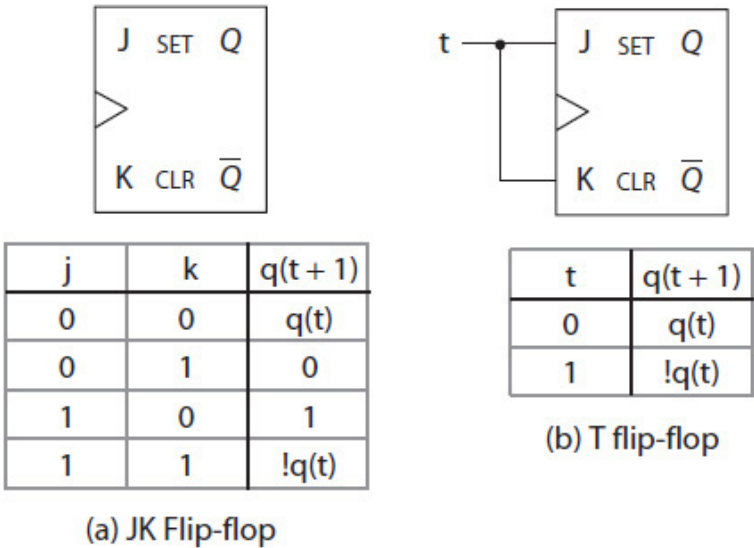 J SET Q
K CLR Q̅
j k q(t + 1)
0 0 q(t)
0 1 0
1 0 1
1 1 !q(t)
(a) JK Flip-flop
t J SET Q
K CLR Q̅
t q(t + 1)
0 q(t)
1 !q(t)
(b) T flip-flop